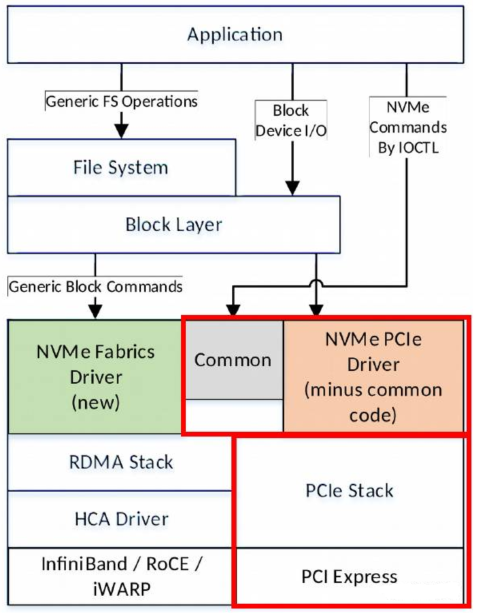 Application
Generic FS Operations
Block
Device I/O
NVMe
Commands
By IOCTL
File System
Block Layer
Generic Block Commands
NVMe Fabrics
Driver
(new)
Common
NVMe PCIe
Driver
(minus common
code)
RDMA Stack
PCIe Stack
HCA Driver
InfiniBand / RoCE /
iWARP
PCI Express